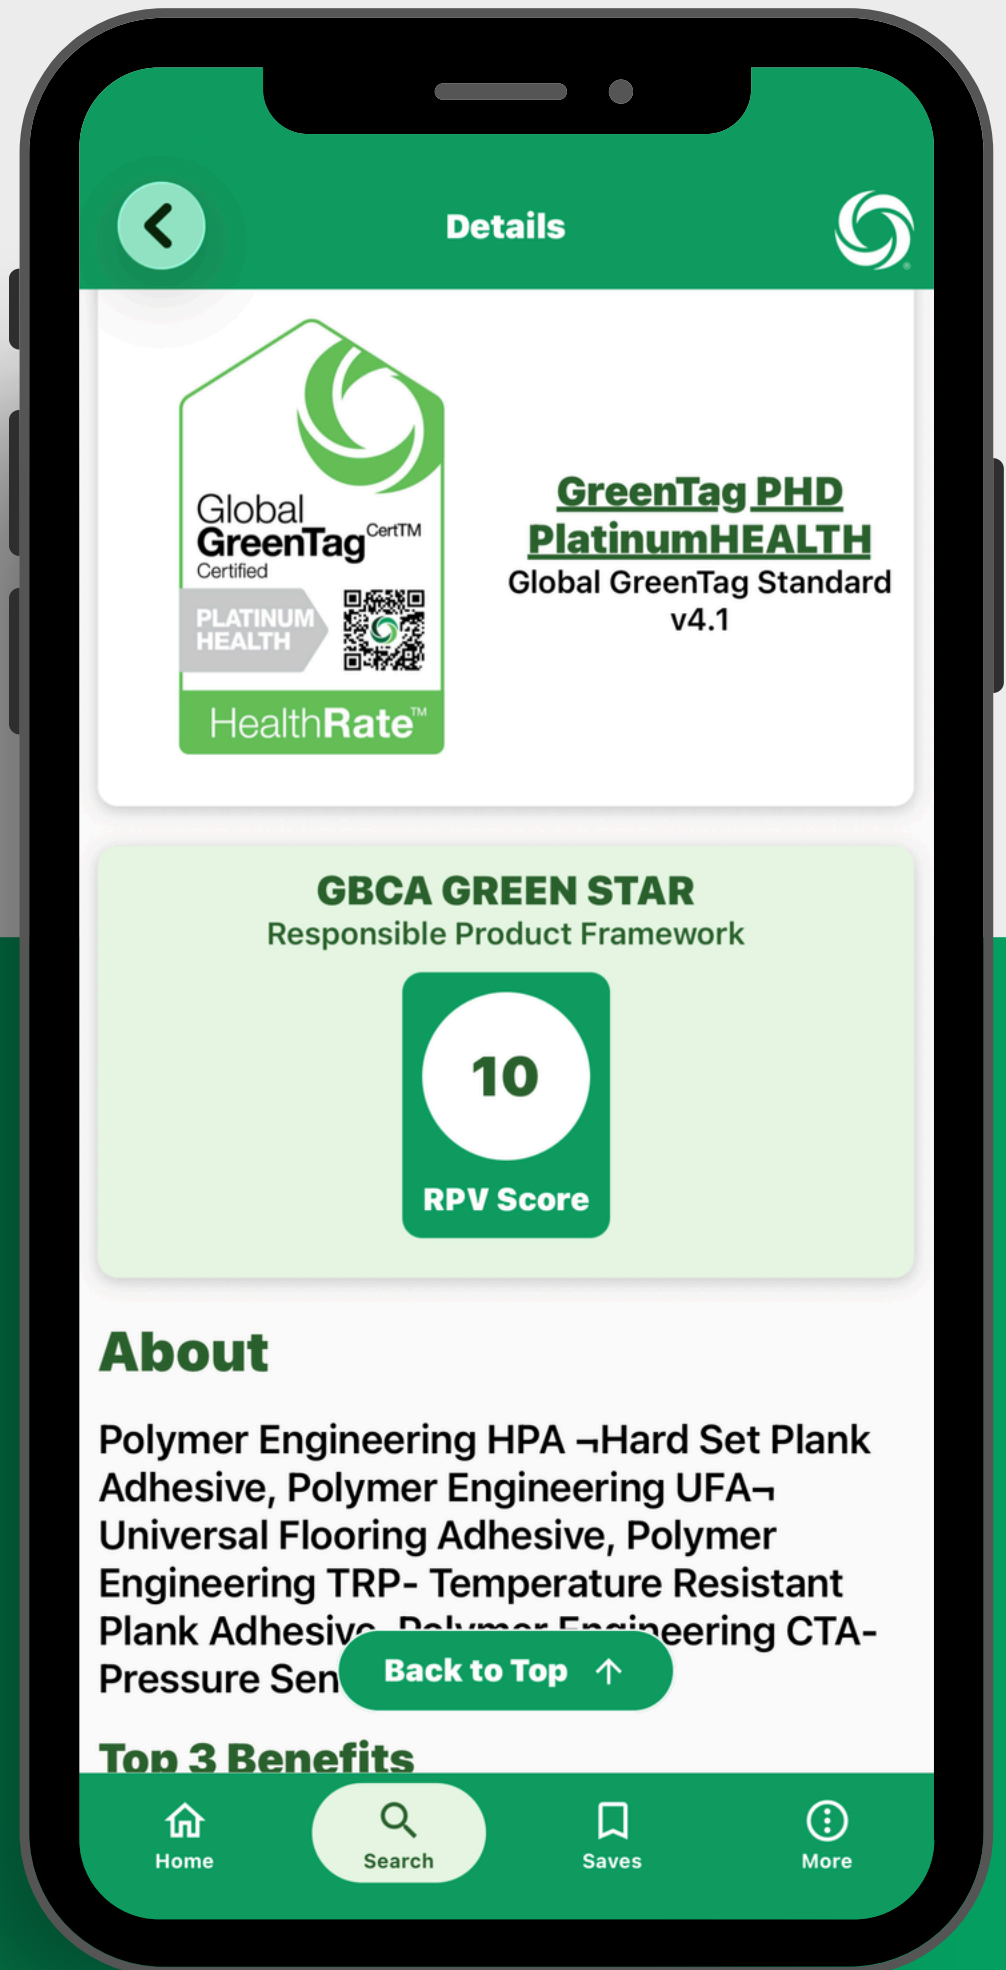 Details
Global
GreenTag CertTM
Certified
PLATINUM
HEALTH
HealthRate™
GreenTag PHD
PlatinumHEALTH
Global GreenTag Standard
v4.1
GBCA GREEN STAR
Responsible Product Framework
10
RPV Score
About
Polymer Engineering HPA ¬Hard Set Plank
Adhesive, Polymer Engineering UFA¬
Universal Flooring Adhesive, Polymer
Engineering TRP- Temperature Resistant
Plank Adhesive, Polymer Engineering CTA-
Pressure Sen
Back to Top ↑
Top 3 Benefits
Home
Search
Saves
More